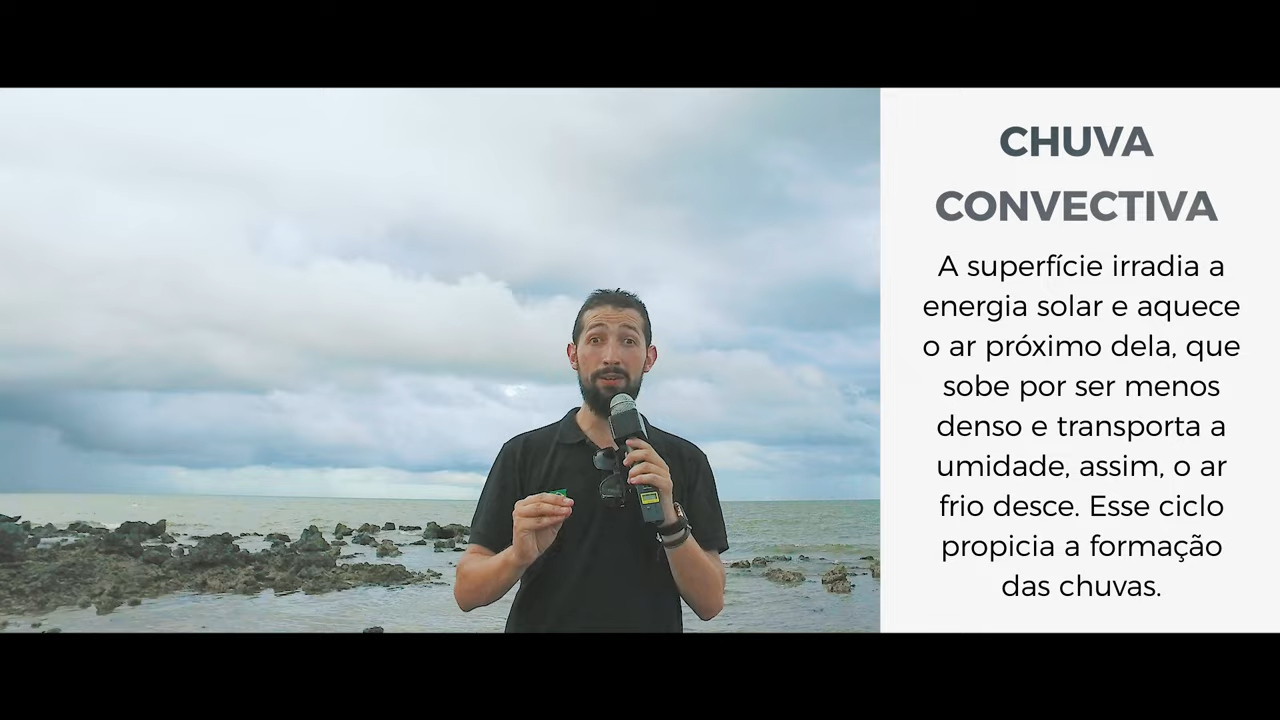 CHUVA
CONVECTIVA
A superfície irradia a
energia solar e aquece
o ar próximo dela, que
sobe por ser menos
denso e transporta a
umidade, assim, o ar
frio desce. Esse ciclo
propicia a formação
das chuvas.